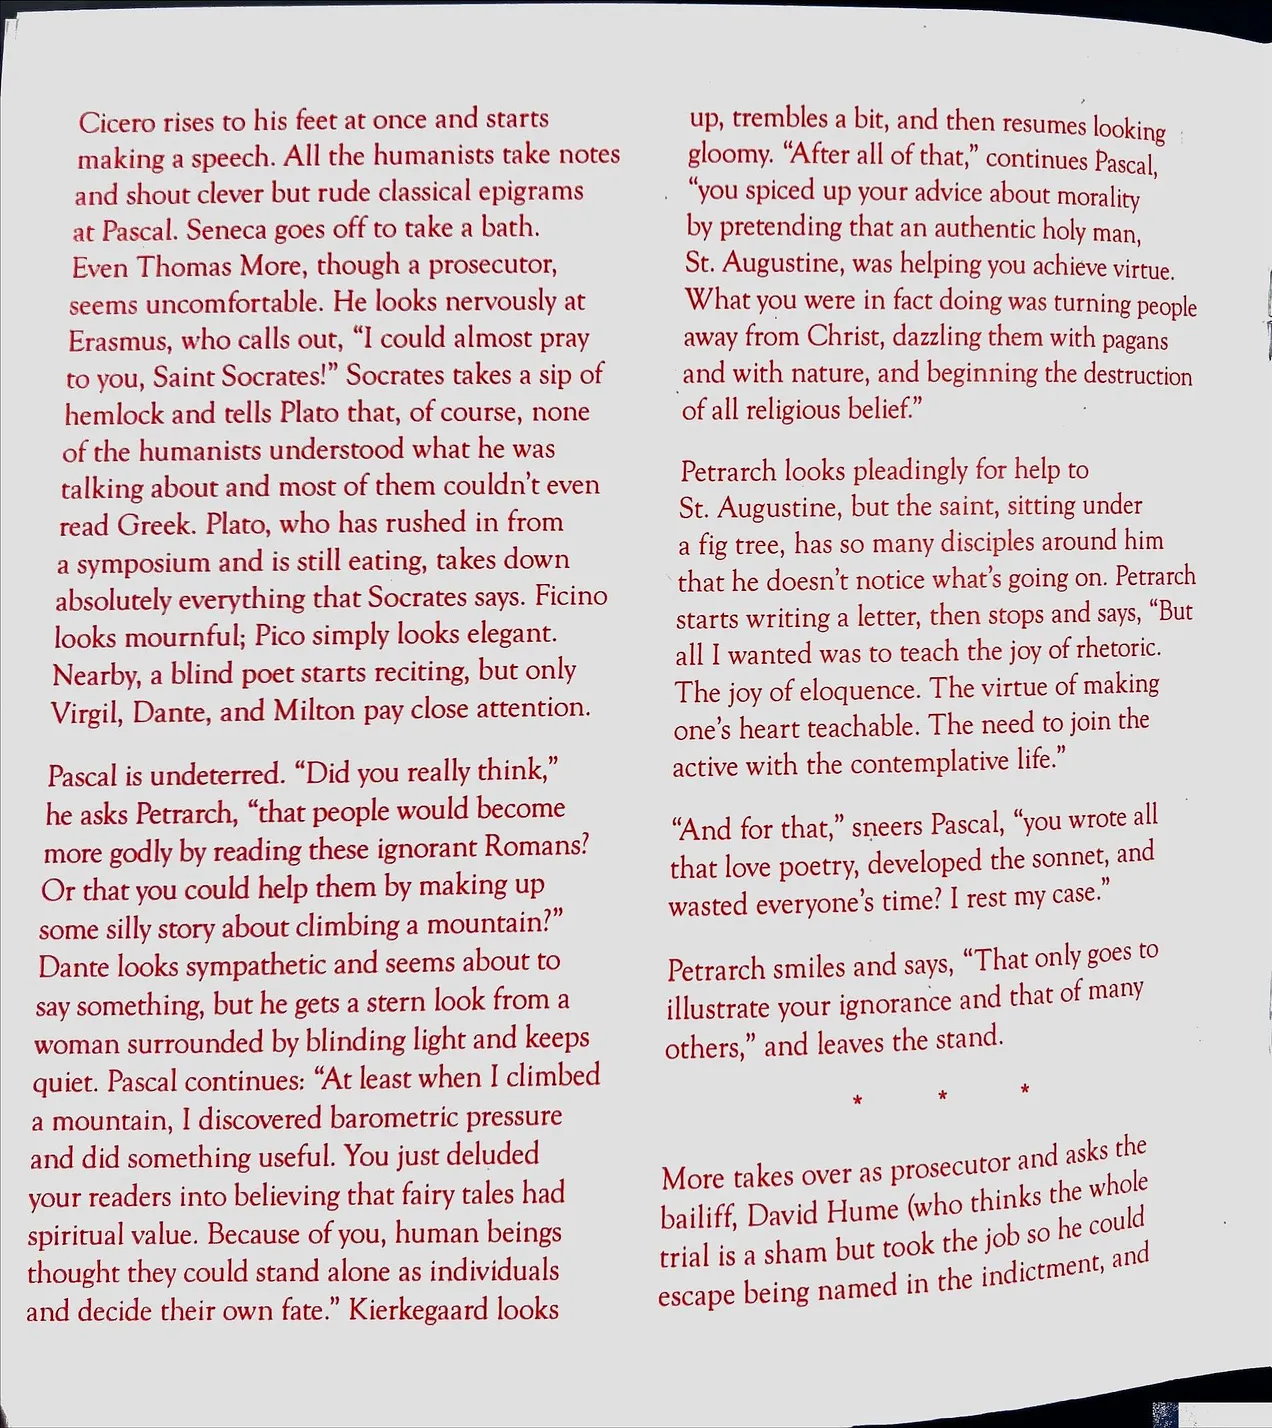 Cicero rises to his feet at once and starts
making a speech. All the humanists take notes
and shout clever but rude classical epigrams
at Pascal. Seneca goes off to take a bath.
Even Thomas More, though a prosecutor,
seems uncomfortable. He looks nervously at
Erasmus, who calls out, “I could almost pray
to you, Saint Socrates!” Socrates takes a sip of
hemlock and tells Plato that, of course, none
of the humanists understood what he was
talking about and most of them couldn’t even
read Greek. Plato, who has rushed in from
a symposium and is still eating, takes down
absolutely everything that Socrates says. Ficino
looks mournful; Pico simply looks elegant.
Nearby, a blind poet starts reciting, but only
Virgil, Dante, and Milton pay close attention.
Pascal is undeterred. “Did you really think,”
he asks Petrarch, “that people would become
more godly by reading these ignorant Romans?
Or that you could help them by making up
some silly story about climbing a mountain?”
Dante looks sympathetic and seems about to
say something, but he gets a stern look from a
woman surrounded by blinding light and keeps
quiet. Pascal continues: “At least when I climbed
a mountain, I discovered barometric pressure
and did something useful. You just deluded
your readers into believing that fairy tales had
spiritual value. Because of you, human beings
thought they could stand alone as individuals
and decide their own fate.” Kierkegaard looks
up, trembles a bit, and then resumes looking
gloomy. “After all of that,” continues Pascal,
“you spiced up your advice about morality
by pretending that an authentic holy man,
St. Augustine, was helping you achieve virtue.
What you were in fact doing was turning people
away from Christ, dazzling them with pagans
and with nature, and beginning the destruction
of all religious belief.”
Petrarch looks pleadingly for help to
St. Augustine, but the saint, sitting under
a fig tree, has so many disciples around him
that he doesn’t notice what’s going on. Petrarch
starts writing a letter, then stops and says, “But
all I wanted was to teach the joy of rhetoric.
The joy of eloquence. The virtue of making
one’s heart teachable. The need to join the
active with the contemplative life.”
“And for that,” sneers Pascal, “you wrote all
that love poetry, developed the sonnet, and
wasted everyone’s time? I rest my case.”
Petrarch smiles and says, “That only goes to
illustrate your ignorance and that of many
others,” and leaves the stand.
* * *
More takes over as prosecutor and asks the
bailiff, David Hume (who thinks the whole
trial is a sham but took the job so he could
escape being named in the indictment, and